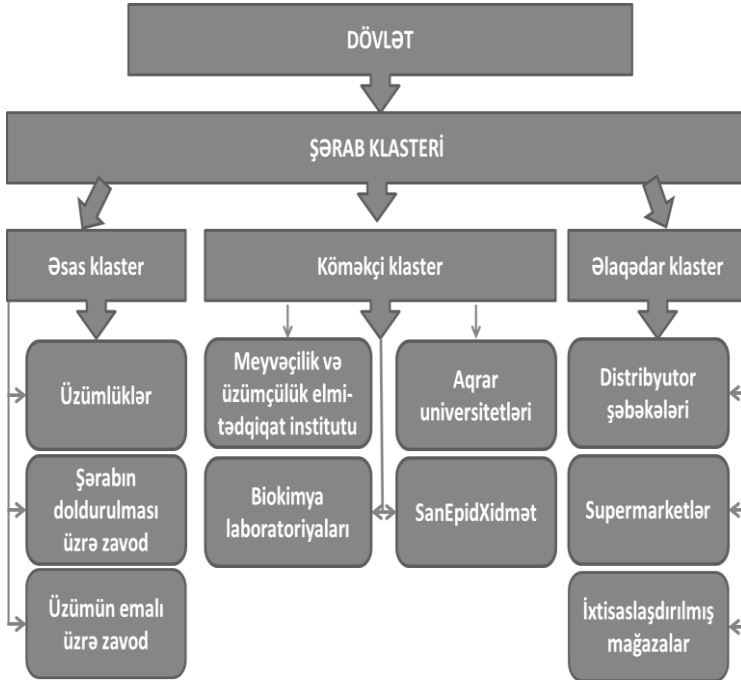 DÖVLƏT
ŞƏRAB KLASTERİ
Əsas klaster
Köməkçi klaster
Əlaqədar klaster
Üzümlüklər
Meyvəçilik və
üzümçülük elmi-
tədqiqat institutu
Aqrar
universitetləri
Distribyutor
şəbəkələri
Şərabın
doldurulması
üzrə zavod
Biokimya
laboratoriyaları
SanEpidXidmət
Supermarketlər
Üzümün emalı
üzrə zavod
İxtisaslaşdırılmış
mağazalar